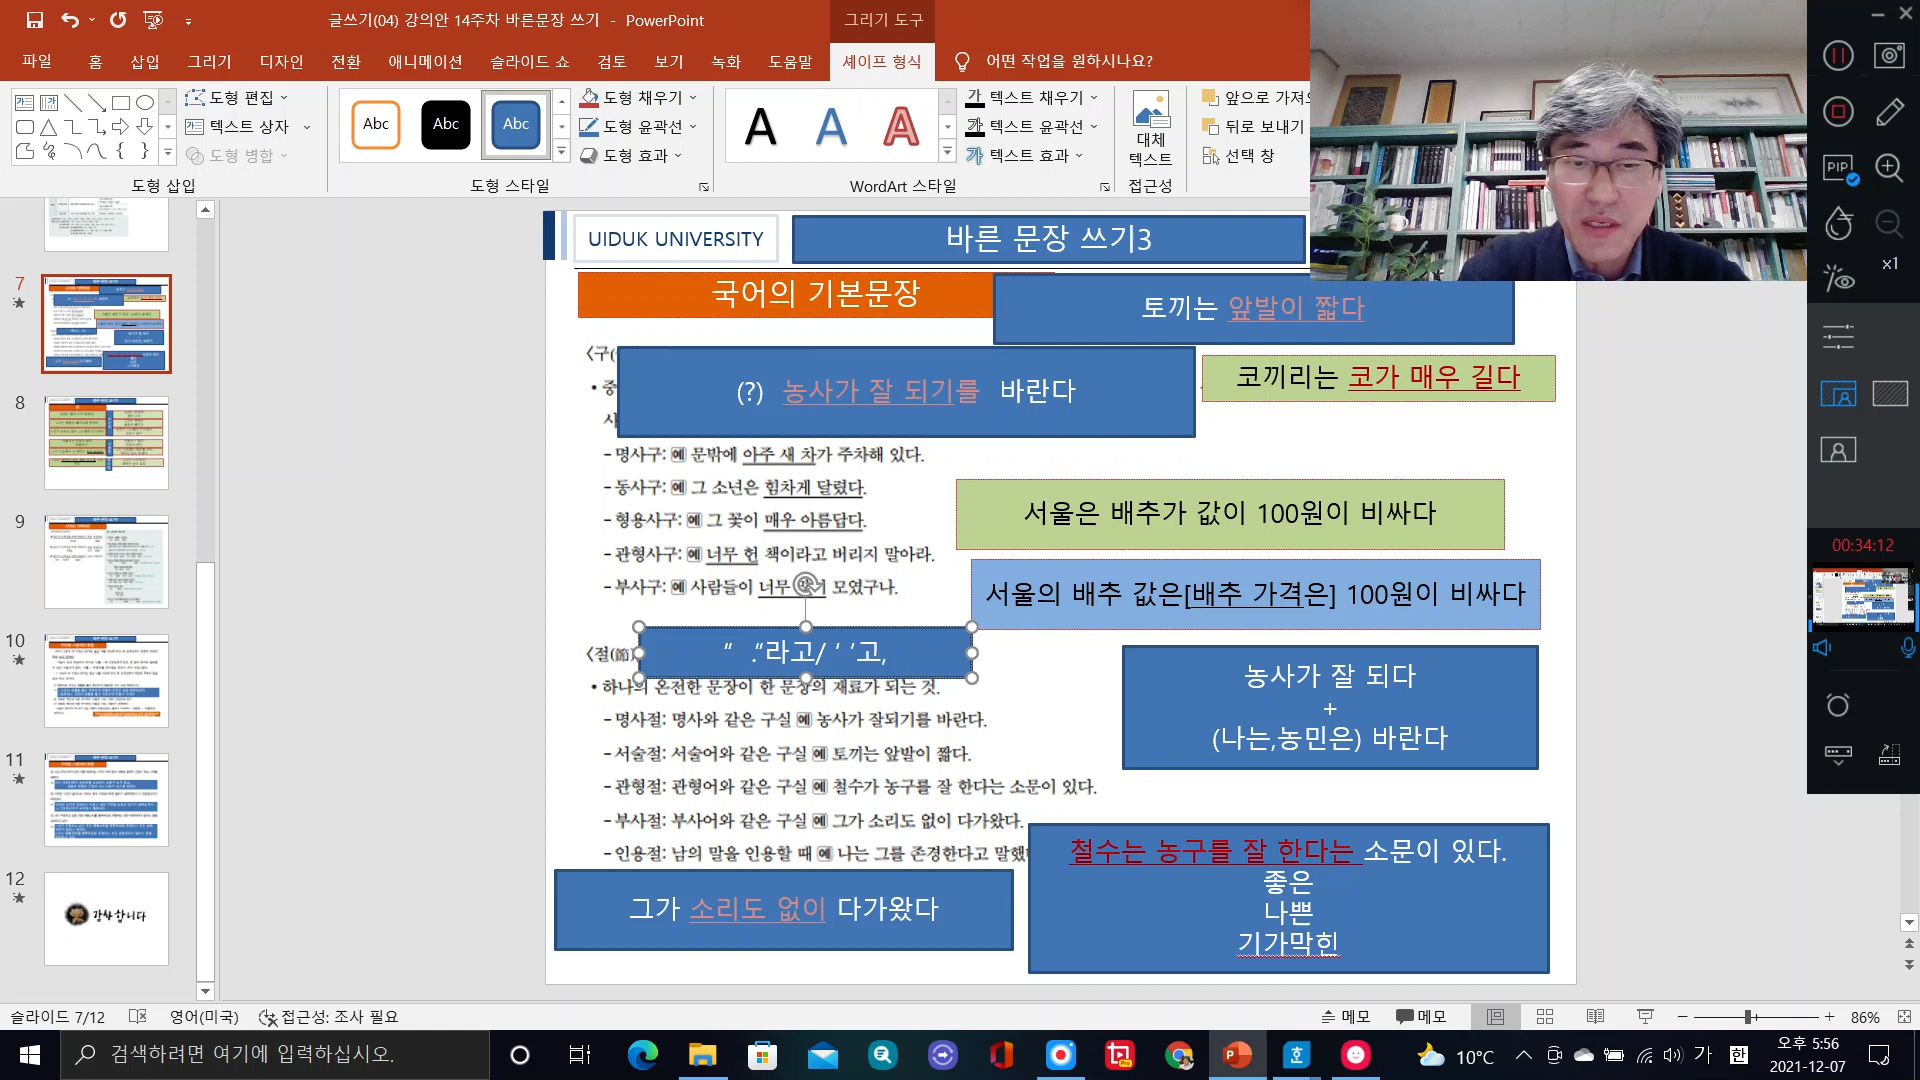 글쓰기(04) 강의안 14주차 바른문장 쓰기 - PowerPoint
그리기 도구
파일 홈 삽입 그리기 디자인 전환 애니메이션 슬라이드 쇼 검토 보기 녹화 도움말 셰이프 형식 어떤 작업을 원하시나요?
도형 편집
텍스트 상자
도형 병합
도형 삽입
Abc Abc Abc
도형 채우기
도형 윤곽선
도형 효과
도형 스타일
A A A
텍스트 채우기
텍스트 윤곽선
텍스트 효과
WordArt 스타일
대체
텍스트
접근성
앞으로 가져오
뒤로 보내기
선택 창
7
8
9
10
11
12
감사합니다
UIDUK UNIVERSITY
바른 문장 쓰기3
국어의 기본문장
토끼는 앞발이 짧다
〈구(
(?) 농사가 잘 되기를 바란다
코끼리는 코가 매우 길다
• 중
사
– 명사구: 예 문밖에 아주 새 차가 주차해 있다.
– 동사구: 예 그 소년은 힘차게 달렸다.
– 형용사구: 예 그 꽃이 매우 아름답다.
– 관형사구: 예 너무 헌 책이라고 버리지 말아라.
– 부사구: 예 사람들이 너무 모였구나.
서울은 배추가 값이 100원이 비싸다
서울의 배추 값은[배추 가격은] 100원이 비싸다
〈절(節)
“ .”라고/ ‘ ’고,
• 하나의 온전한 문장이 한 문장의 재료가 되는 것.
– 명사절: 명사와 같은 구실 예 농사가 잘되기를 바란다.
– 서술절: 서술어와 같은 구실 예 토끼는 앞발이 짧다.
– 관형절: 관형어와 같은 구실 예 철수가 농구를 잘 한다는 소문이 있다.
– 부사절: 부사어와 같은 구실 예 그가 소리도 없이 다가왔다.
– 인용절: 남의 말을 인용할 때 예 나는 그를 존경한다고 말했
농사가 잘 되다
+
(나는,농민은) 바란다
철수는 농구를 잘 한다는 소문이 있다.
좋은
나쁜
기가막힌
그가 소리도 없이 다가왔다
PIP
x1
00:34:12
슬라이드 7/12 영어(미국) 접근성: 조사 필요
메모 메모 86%
검색하려면 여기에 입력하십시오.
10°C
가 한
오후 5:56
2021-12-07